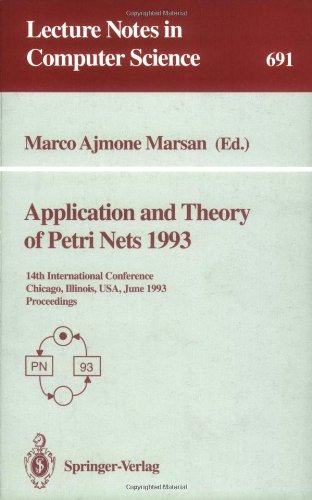 Lecture Notes in
Computer Science 691
Marco Ajmone Marsan (Ed.)
Application and Theory
of Petri Nets 1993
14th International Conference
Chicago, Illinois, USA, June 1993
Proceedings
PN 93
Springer-Verlag